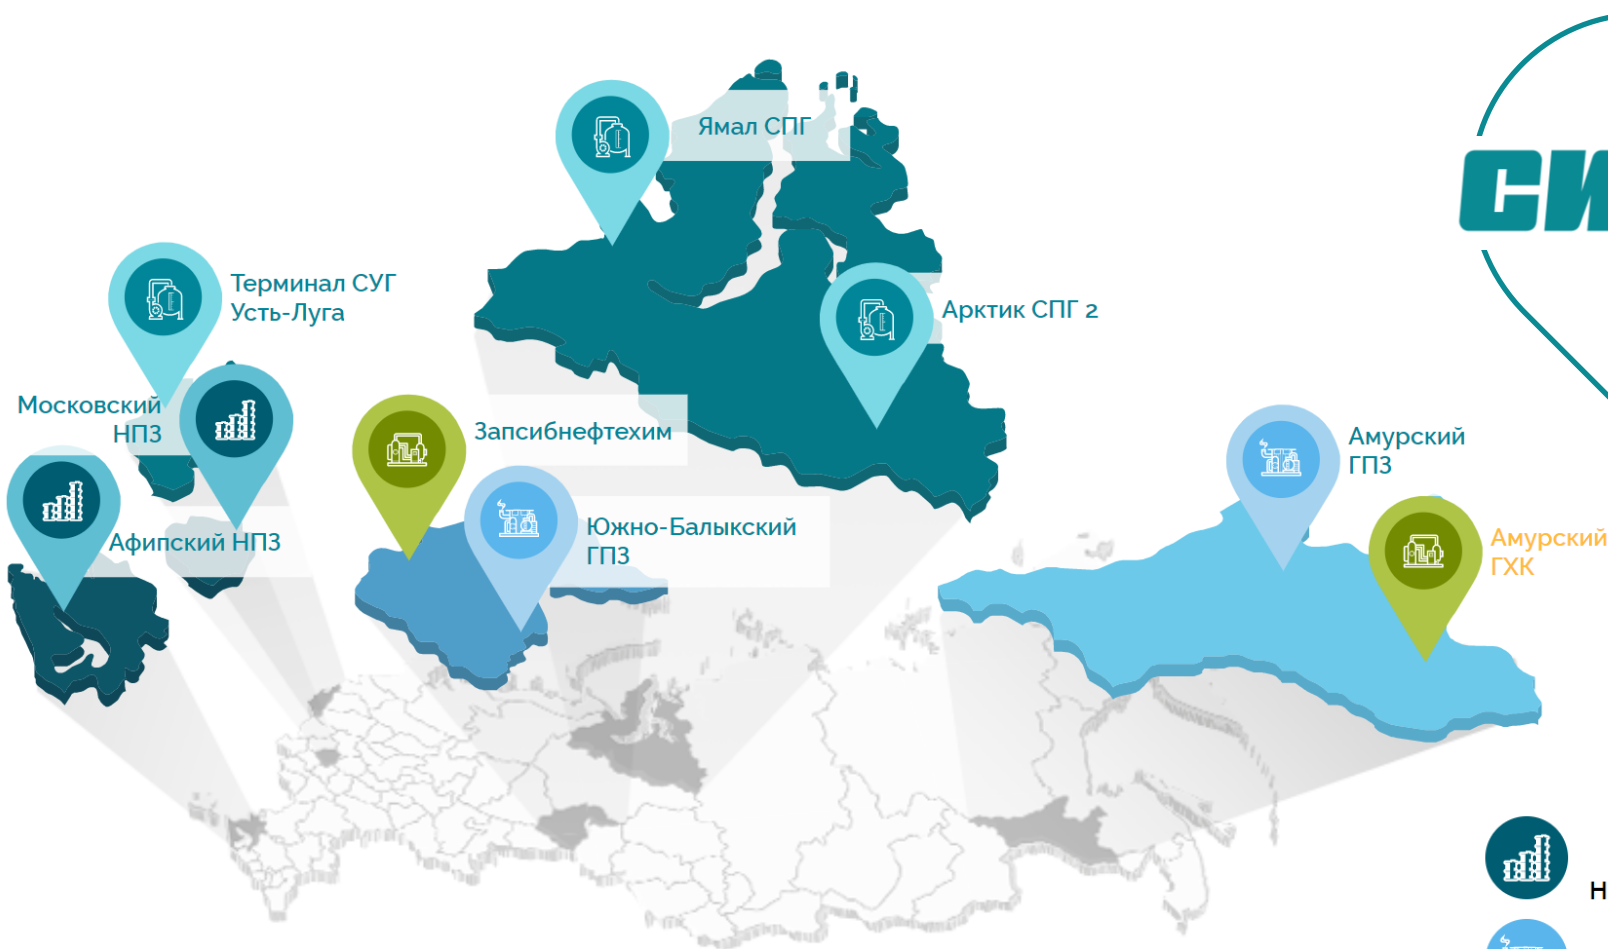 Ямал СПГ
СИ
Терминал СУГ
Усть-Луга
Арктик СПГ 2
Московский
НПЗ
Запсибнефтехим
Амурский
ГПЗ
Южно-Балыкский
ГПЗ
Афипский НПЗ
Амурский
ГХК
Н